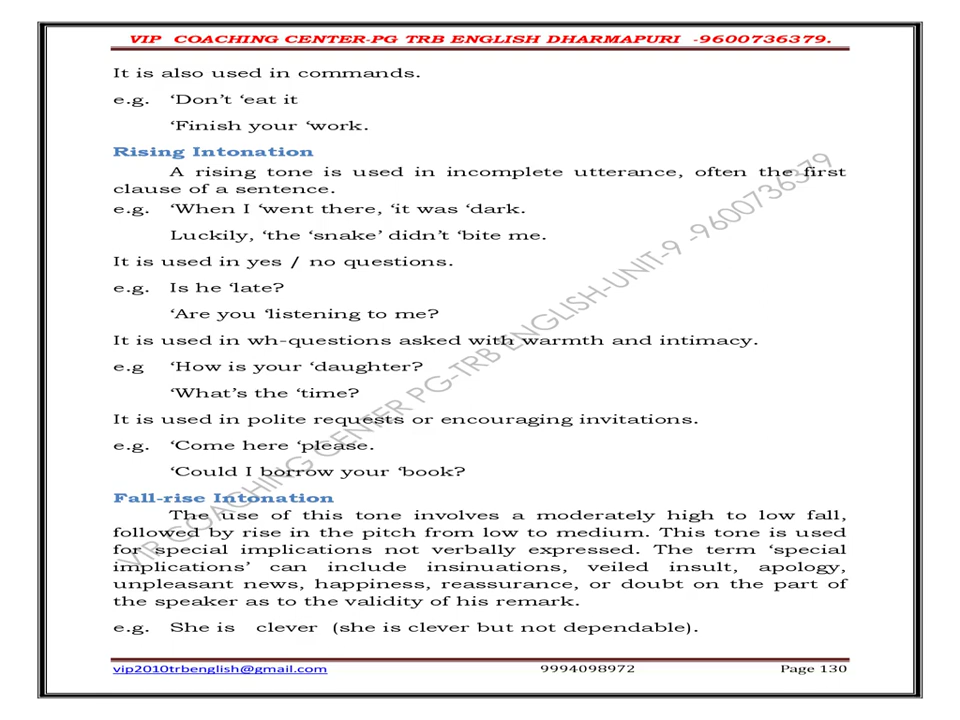 VIP COACHING CENTER-PG TRB ENGLISH DHARMAPURI -9600736379.
It is also used in commands.
e.g. ‘Don’t ‘eat it
‘Finish your ‘work.
Rising Intonation
A rising tone is used in incomplete utterance, often the first
clause of a sentence.
e.g. ‘When I ‘went there, ‘it was ‘dark.
Luckily, ‘the ‘snake’ didn’t ‘bite me.
It is used in yes / no questions.
e.g. Is he ‘late?
‘Are you ‘listening to me?
It is used in wh-questions asked with warmth and intimacy.
e.g ‘How is your ‘daughter?
‘What’s the ‘time?
It is used in polite requests or encouraging invitations.
e.g. ‘Come here ‘please.
‘Could I borrow your ‘book?
Fall-rise Intonation
The use of this tone involves a moderately high to low fall,
followed by rise in the pitch from low to medium. This tone is used
for special implications not verbally expressed. The term ‘special
implications’ can include insinuations, veiled insult, apology,
unpleasant news, happiness, reassurance, or doubt on the part of
the speaker as to the validity of his remark.
e.g. She is clever (she is clever but not dependable).
VIP COACHING CENTER PG-TRB ENGLISH-UNIT-9 -9600736379
vip2010trbenglish@gmail.com 9994098972 Page 130